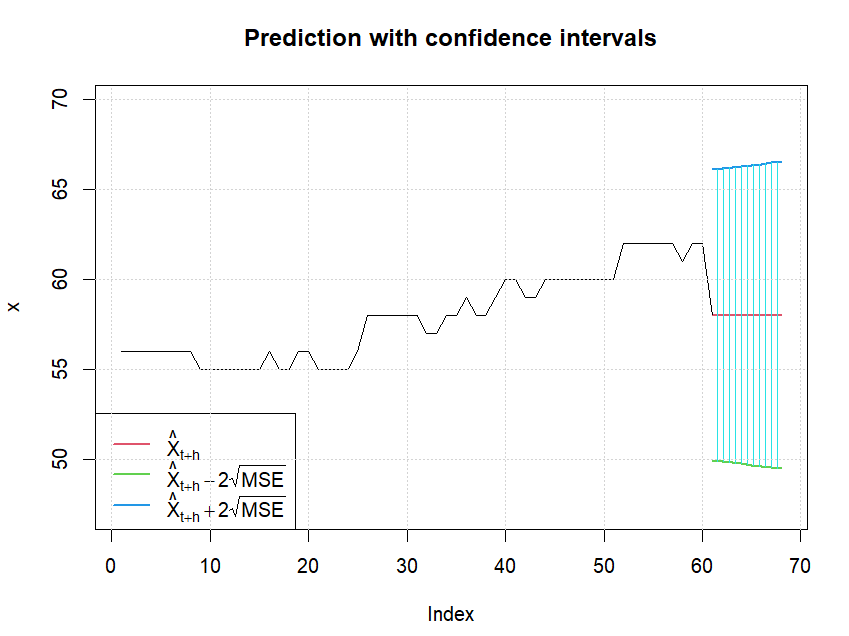 Prediction with confidence intervals
70
65
60
55
50
x
X̂t+h
X̂t+h − 2√MSE
X̂t+h + 2√MSE
0 10 20 30 40 50 60 70
Index